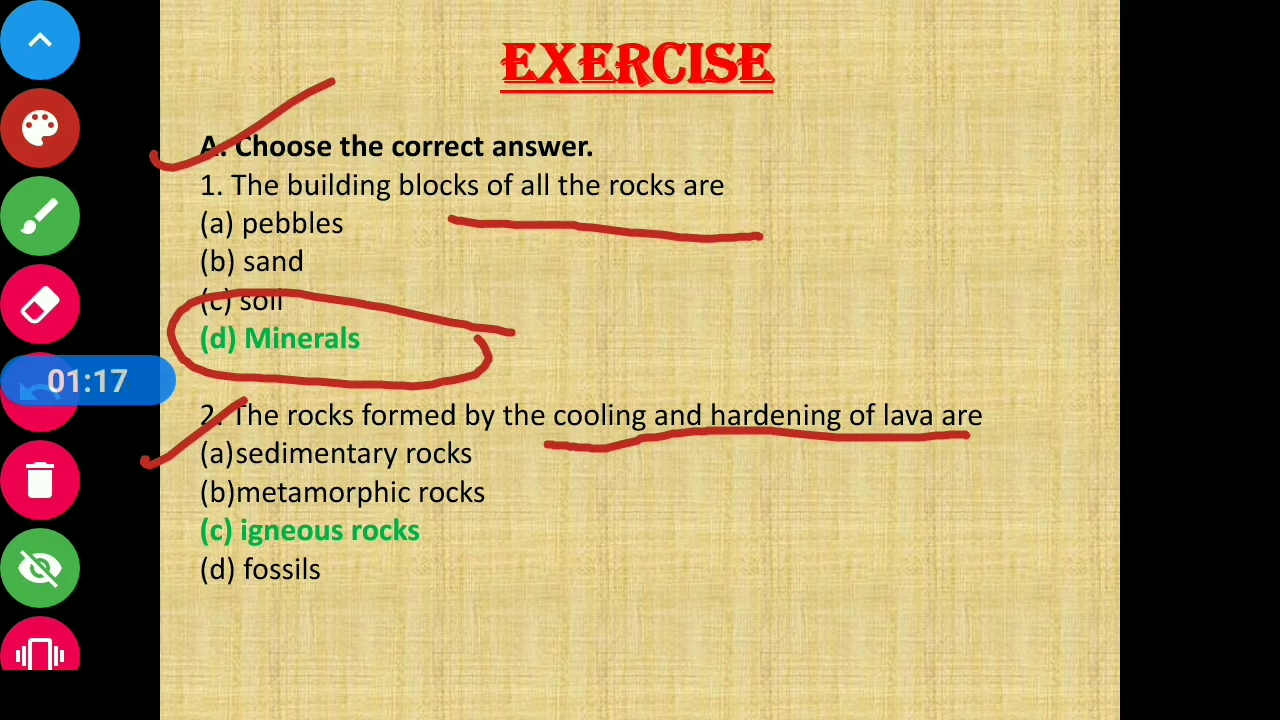 EXERCISE
A. Choose the correct answer.
1. The building blocks of all the rocks are
(a) pebbles
(b) sand
(c) soil
(d) Minerals
01:17
2. The rocks formed by the cooling and hardening of lava are
(a)sedimentary rocks
(b)metamorphic rocks
(c) igneous rocks
(d) fossils